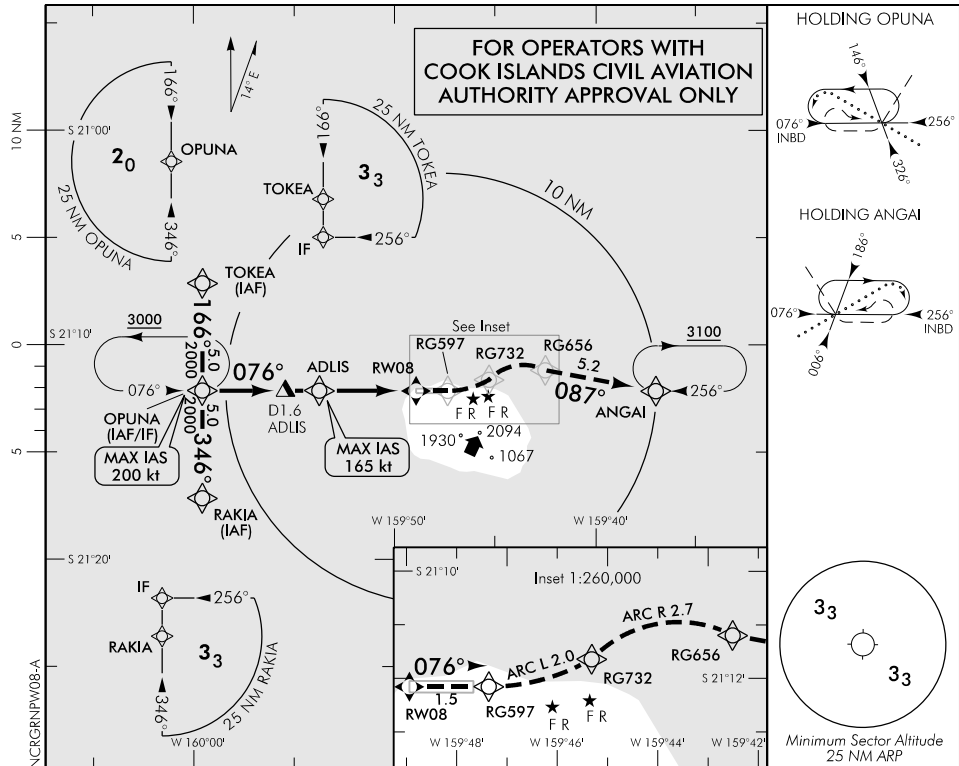 FOR OPERATORS WITH
COOK ISLANDS CIVIL AVIATION
AUTHORITY APPROVAL ONLY
14° E
10 NM
S 21°00'
166°
OPUNA
2 0
25 NM OPUNA
346°
166°
TOKEA
3 3
25 NM TOKEA
IF
256°
10 NM
5
TOKEA
(IAF)
S 21°10'
0
3000
076°
166°
5.0
2000
076°
D1.6
ADLIS
ADLIS
RW08
See Inset
RG597
RG732
RG656
5.2
087°
ANGAI
3100
256°
OPUNA
(IAF/IF)
MAX IAS
200 kt
5.0
2000
346°
RAKIA
(IAF)
MAX IAS
165 kt
F R
F R
1930
2094
1067
5
W 159°50'
W 159°40'
S 21°20'
IF
256°
RAKIA
3 3
25 NM RAKIA
346°
W 160°00'
NCRGRNPW08-A
S 21°10'
Inset 1:260,000
076°
1.5
RW08
RG597
ARC L 2.0
RG732
ARC R 2.7
RG656
S 21°12'
F R
F R
W 159°48'
W 159°46'
W 159°44'
W 159°42'
HOLDING OPUNA
146°
076°
INBD
256°
326°
HOLDING ANGAI
186°
076°
256°
INBD
006°
3 3
3 3
Minimum Sector Altitude
25 NM ARP